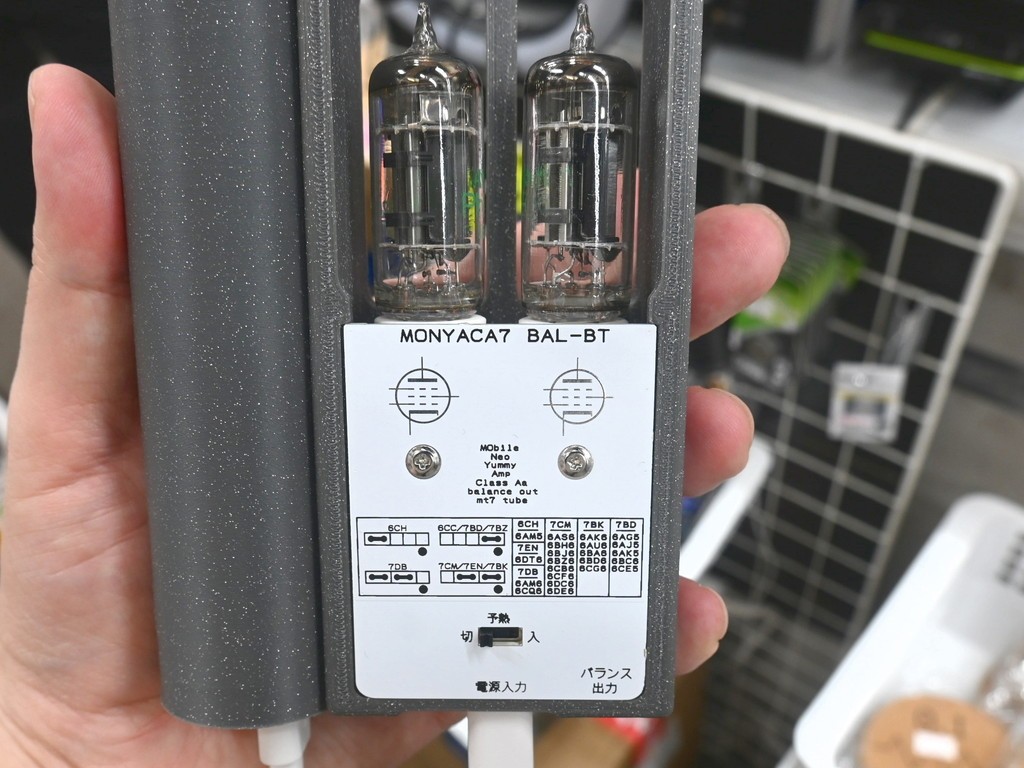 MONYACA7 BAL-BT
MObile
Neo
Yummy
Amp
Class Aa
balance out
mt7 tube
6CH
6CC/7BD/7BZ
7DB
7CM/7EN/7BK
6CH
6AM5
7EN
6DT6
7DB
6AM6
6CQ6
7CM
6AS6
6BH6
6BJ6
6BZ6
6CB6
6CF6
6DC6
6DE6
7BK
6AK6
6AU6
6BA6
6BD6
6CG6
7BD
6AG5
6AJ5
6AK5
6BC6
6CE6
予熱
切 入
電源入力
バランス
出力